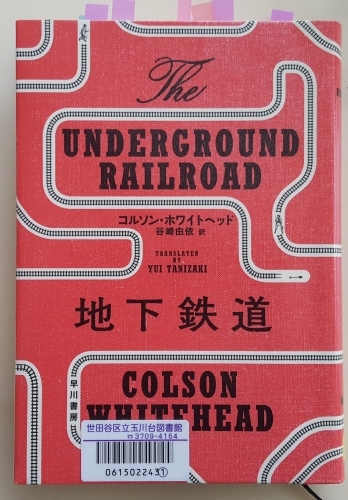 The
UNDERGROUND
RAILROAD
コルソン・ホワイトヘッド
谷崎由依 訳
TRANSLATED
BY
YUI TANIZAKI
地下鉄道
早川書房
COLSON
WHITEHEAD
世田谷区立玉川台図書館
☎3709-4164
0615022431①